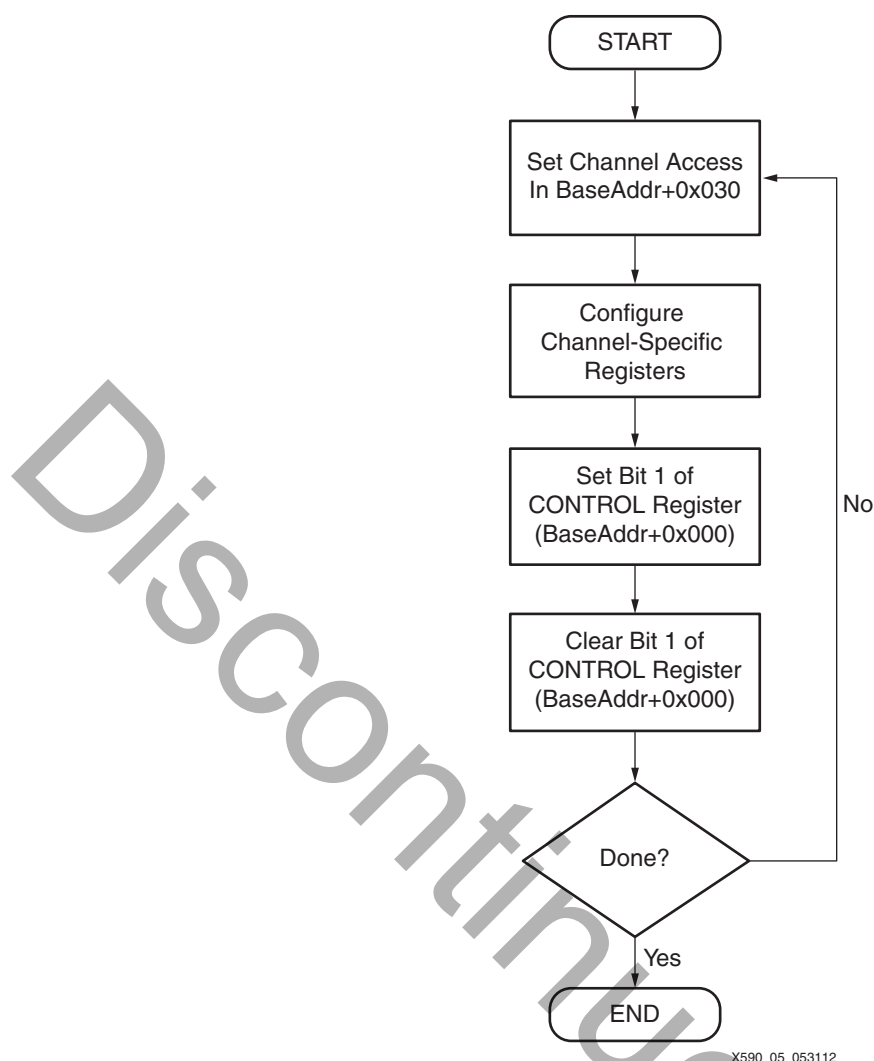 START
Set Channel Access
In BaseAddr+0x030
Configure
Channel-Specific
Registers
Set Bit 1 of
CONTROL Register
(BaseAddr+0x000)
No
Clear Bit 1 of
CONTROL Register
(BaseAddr+0x000)
Done?
Yes
END
X590_05_053112
Discontinue